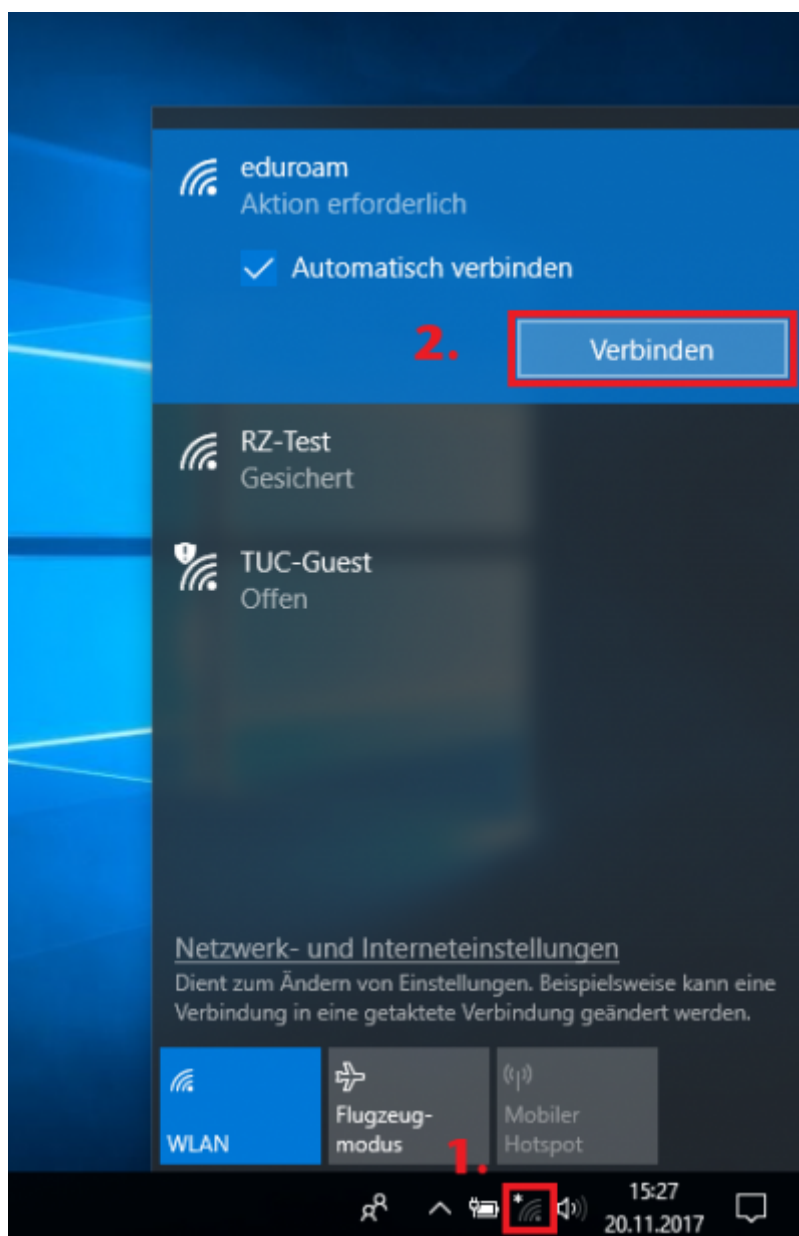 eduroam
Aktion erforderlich
Automatisch verbinden
2.
Verbinden
RZ-Test
Gesichert
TUC-Guest
Offen
Netzwerk- und Interneteinstellungen
Dient zum Ändern von Einstellungen. Beispielsweise kann eine
Verbindung in eine getaktete Verbindung geändert werden.
WLAN
Flugzeug-
modus
Mobiler
Hotspot
1.
15:27
20.11.2017